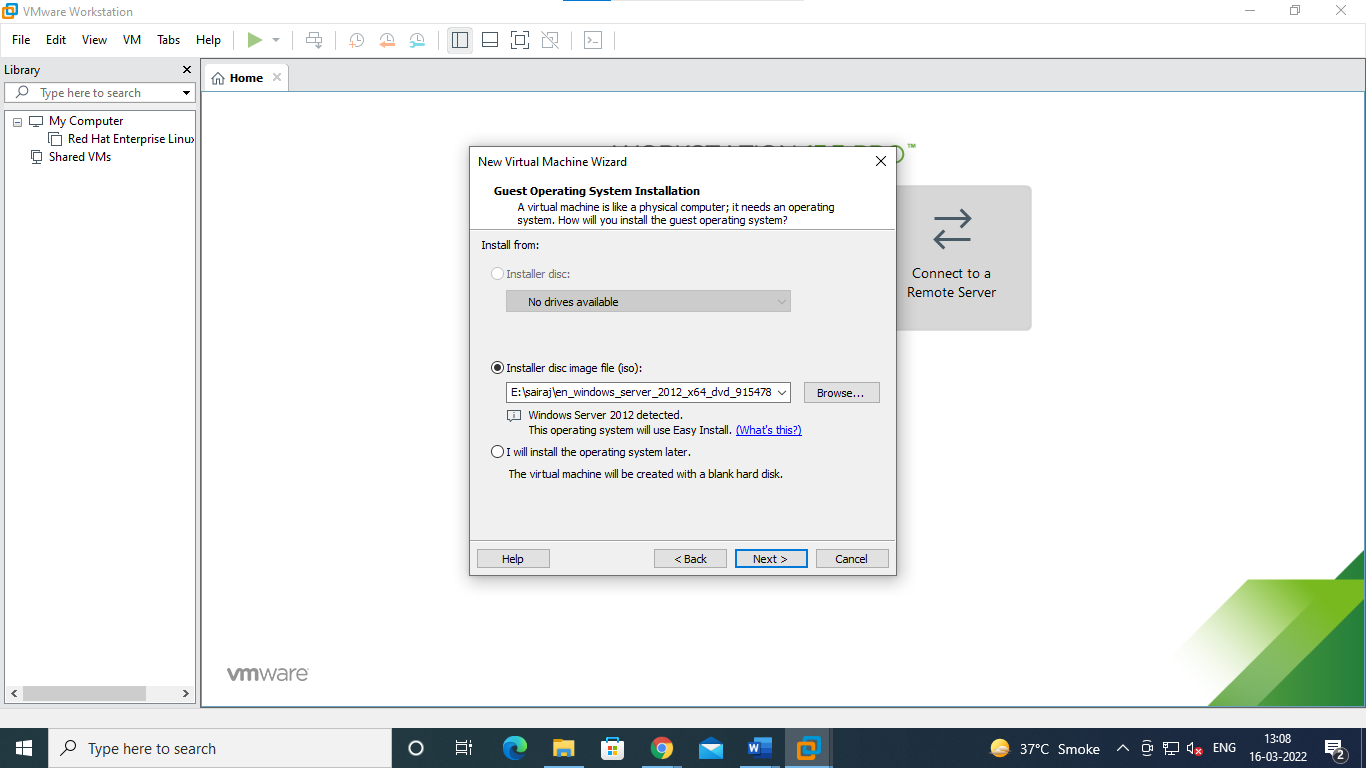 VMware Workstation
File Edit View VM Tabs Help
Library
Type here to search
My Computer
Red Hat Enterprise Linux
Shared VMs
Home
™
New Virtual Machine Wizard
Guest Operating System Installation
A virtual machine is like a physical computer; it needs an operating
system. How will you install the guest operating system?
Install from:
Installer disc:
No drives available
Installer disc image file (iso):
E:\sairaj\en_windows_server_2012_x64_dvd_915478
Browse...
Windows Server 2012 detected.
This operating system will use Easy Install. (What's this?)
I will install the operating system later.
The virtual machine will be created with a blank hard disk.
Help < Back Next > Cancel
Connect to a
Remote Server
vmware
Type here to search
37°C Smoke
ENG
13:08
16-03-2022
2